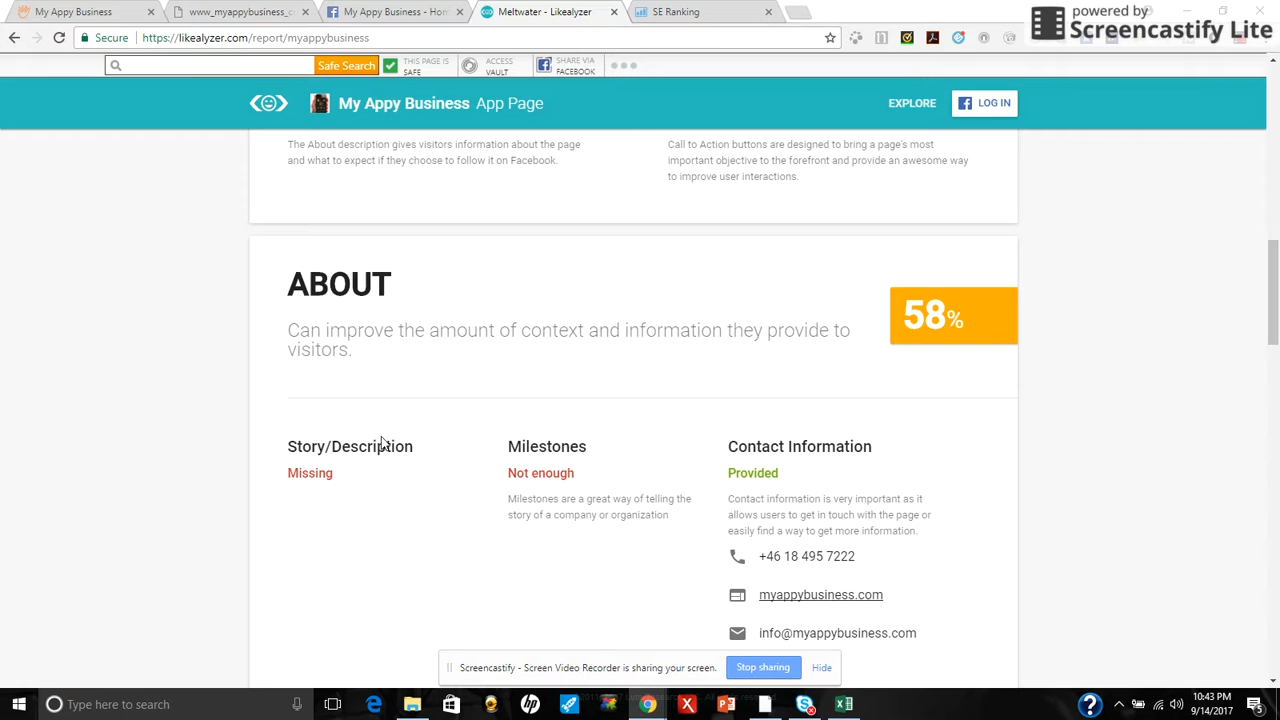 My Appy Business
www_myappybusiness_c
My Appy Business - Hom
Meltwater - Likealyzer
SE Ranking
powered by
Screencastify Lite
Secure
https://likealyzer.com/report/myappybusiness
Safe Search
THIS PAGE IS
SAFE
ACCESS
VAULT
SHARE VIA
FACEBOOK
My Appy Business App Page
EXPLORE
LOG IN
The About description gives visitors information about the page
and what to expect if they choose to follow it on Facebook.
Call to Action buttons are designed to bring a page's most
important objective to the forefront and provide an awesome way
to improve user interactions.
ABOUT
58%
Can improve the amount of context and information they provide to
visitors.
Story/Description
Missing
Milestones
Not enough
Milestones are a great way of telling the
story of a company or organization
Contact Information
Provided
Contact information is very important as it
allows users to get in touch with the page or
easily find a way to get more information.
+46 18 495 7222
myappybusiness.com
info@myappybusiness.com
Screencastify - Screen Video Recorder is sharing your screen.
Stop sharing
Hide
Type here to search
10:43 PM
9/14/2017